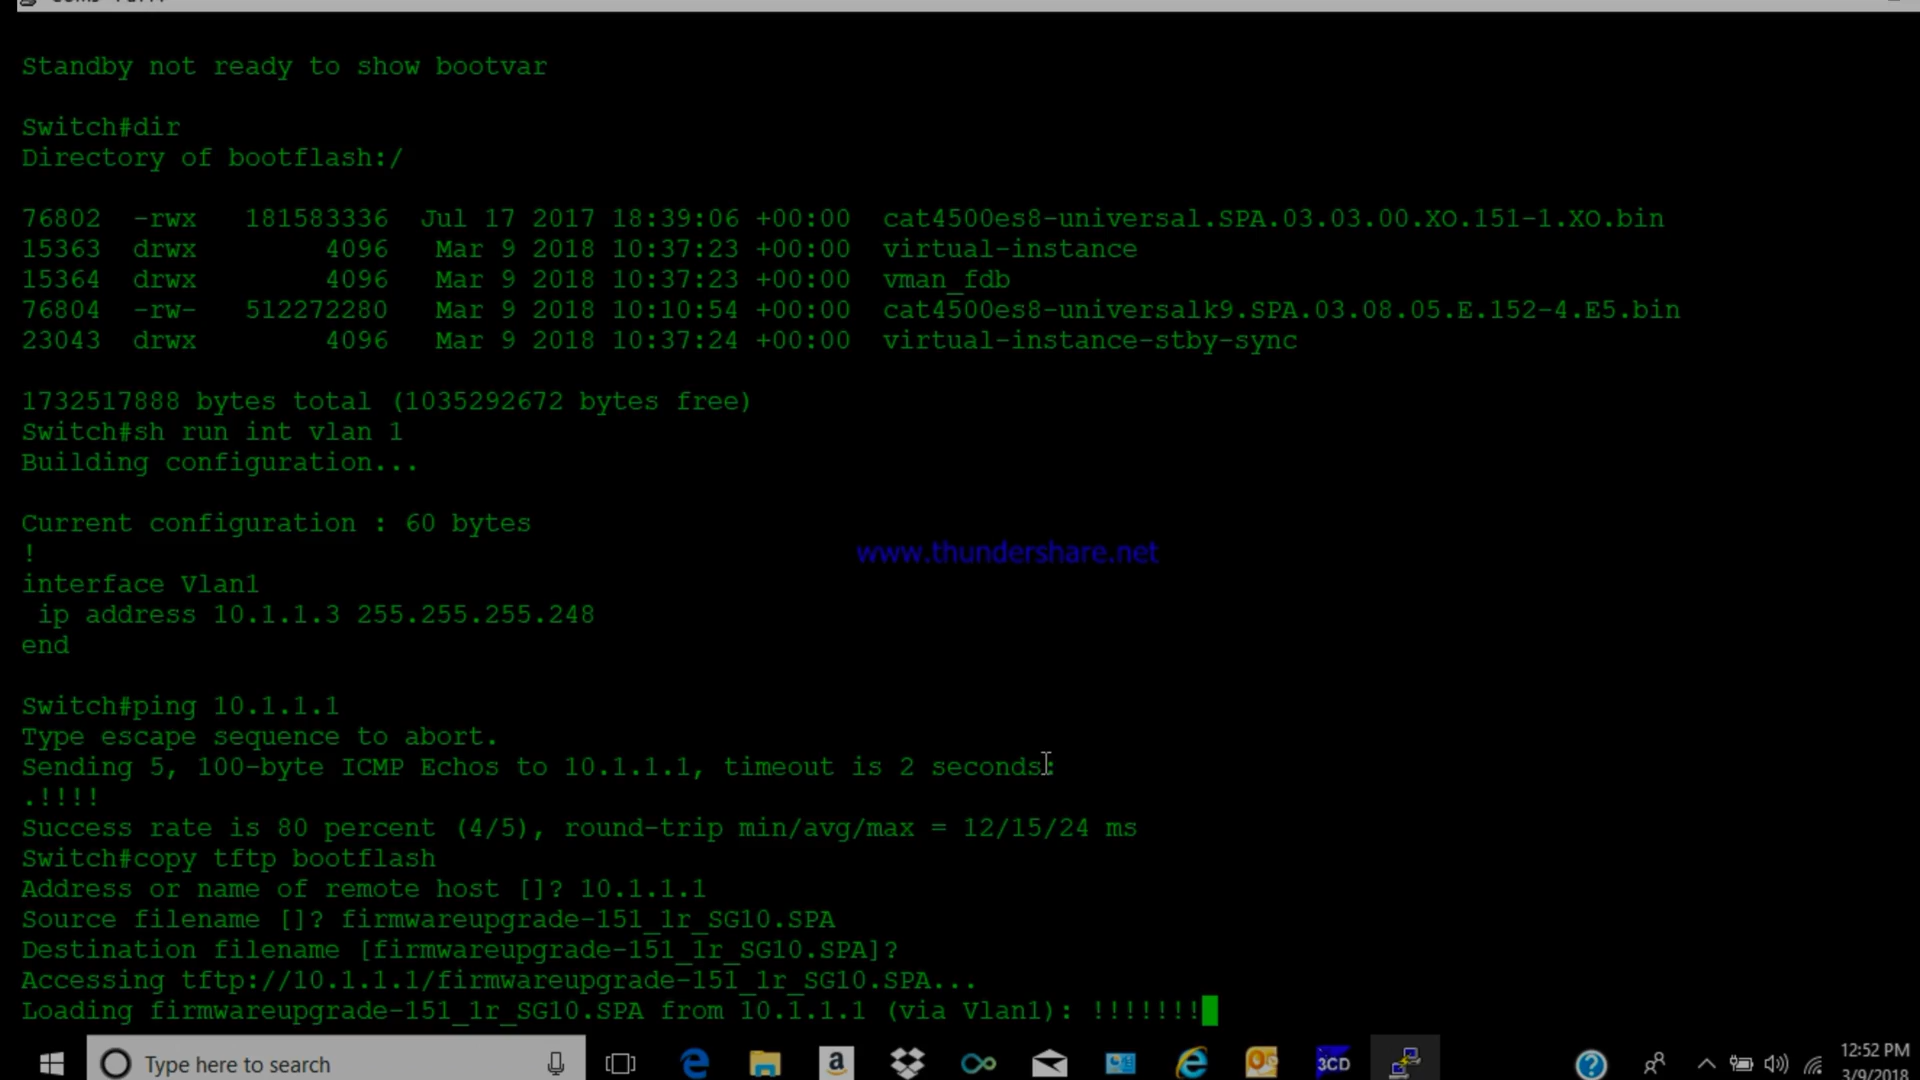 Standby not ready to show bootvar
Switch#dir
Directory of bootflash:/
76802 -rwx 181583336 Jul 17 2017 18:39:06 +00:00 cat4500es8-universal.SPA.03.03.00.XO.151-1.XO.bin
15363 drwx 4096 Mar 9 2018 10:37:23 +00:00 virtual-instance
15364 drwx 4096 Mar 9 2018 10:37:23 +00:00 vman_fdb
76804 -rw- 512272280 Mar 9 2018 10:10:54 +00:00 cat4500es8-universalk9.SPA.03.08.05.E.152-4.E5.bin
23043 drwx 4096 Mar 9 2018 10:37:24 +00:00 virtual-instance-stby-sync
1732517888 bytes total (1035292672 bytes free)
Switch#sh run int vlan 1
Building configuration...
Current configuration : 60 bytes
!
www.thundershare.net
interface Vlan1
ip address 10.1.1.3 255.255.255.248
end
Switch#ping 10.1.1.1
Type escape sequence to abort.
Sending 5, 100-byte ICMP Echos to 10.1.1.1, timeout is 2 seconds:
.!!!!
Success rate is 80 percent (4/5), round-trip min/avg/max = 12/15/24 ms
Switch#copy tftp bootflash
Address or name of remote host []? 10.1.1.1
Source filename []? firmwareupgrade-151_1r_SG10.SPA
Destination filename [firmwareupgrade-151_1r_SG10.SPA]?
Accessing tftp://10.1.1.1/firmwareupgrade-151_1r_SG10.SPA...
Loading firmwareupgrade-151_1r_SG10.SPA from 10.1.1.1 (via Vlan1): !!!!!!!
Type here to search
3CD
12:52 PM
3/9/2018